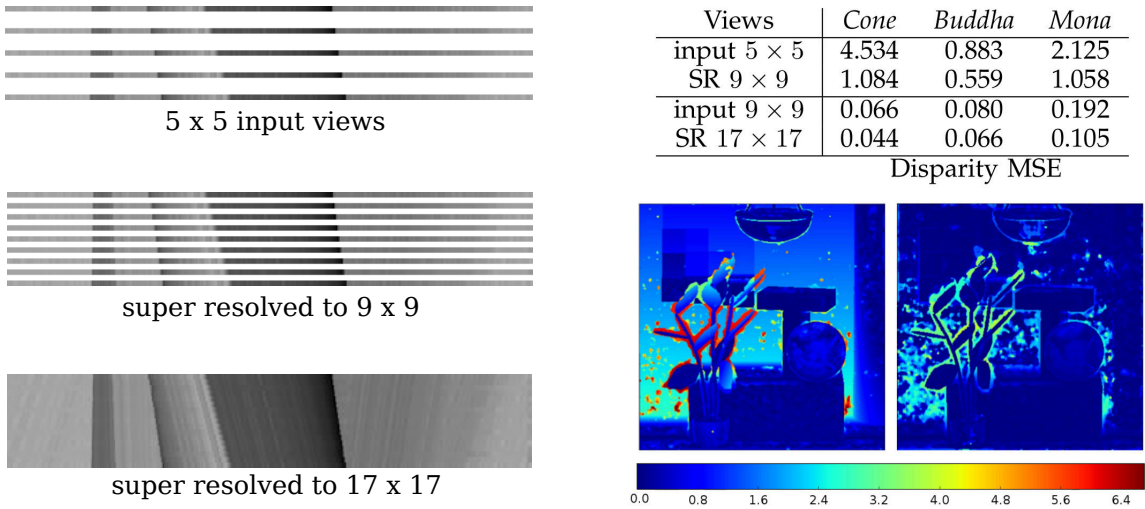 5 x 5 input views
super resolved to 9 x 9
super resolved to 17 x 17
Views Cone Buddha Mona
input 5 × 5 4.534 0.883 2.125
SR 9 × 9 1.084 0.559 1.058
input 9 × 9 0.066 0.080 0.192
SR 17 × 17 0.044 0.066 0.105
Disparity MSE
0.0 0.8 1.6 2.4 3.2 4.0 4.8 5.6 6.4